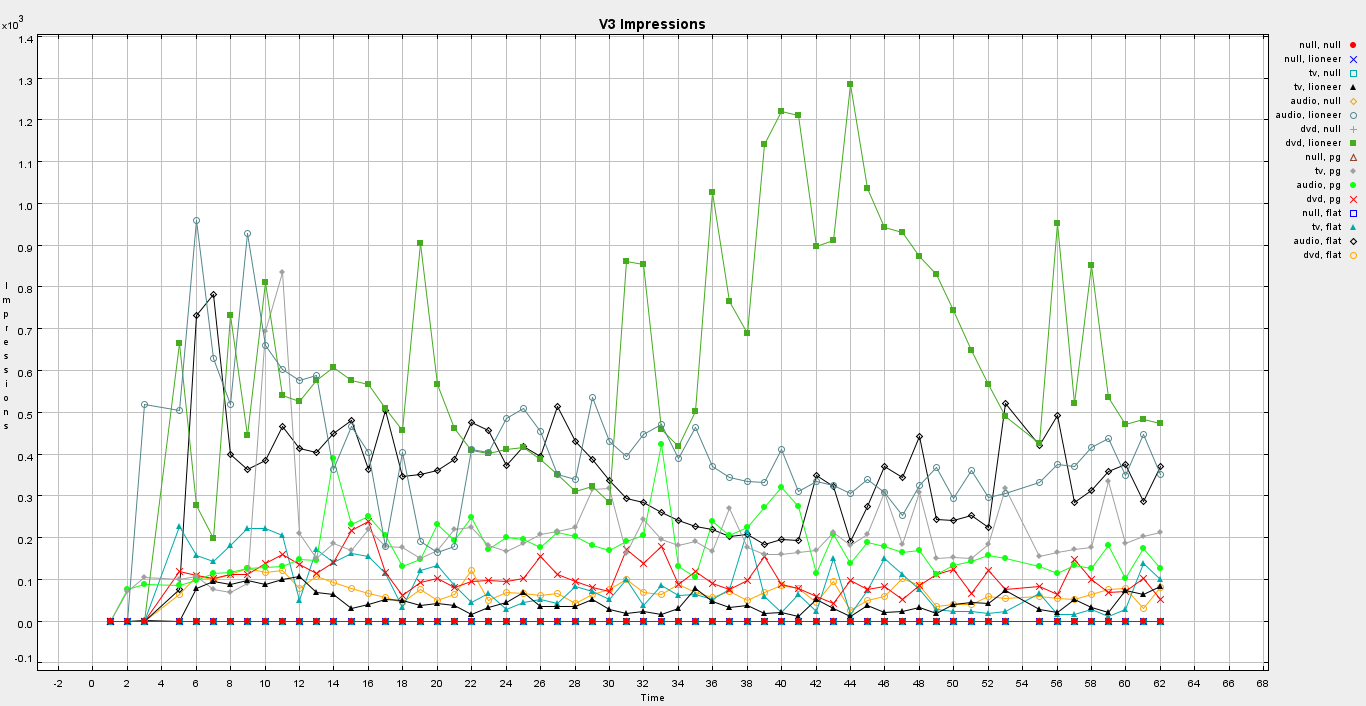 V3 Impressions
x10³
1.4
1.3
1.2
1.1
1.0
0.9
0.8
0.7
0.6
0.5
0.4
0.3
0.2
0.1
0.0
-0.1
Impressions
-2 0 2 4 6 8 10 12 14 16 18 20 22 24 26 28 30 32 34 36 38 40 42 44 46 48 50 52 54 56 58 60 62 64 66 68
Time
null, null
null, lioneer
tv, null
tv, lioneer
audio, null
audio, lioneer
dvd, null
dvd, lioneer
null, pg
tv, pg
audio, pg
dvd, pg
null, flat
tv, flat
audio, flat
dvd, flat